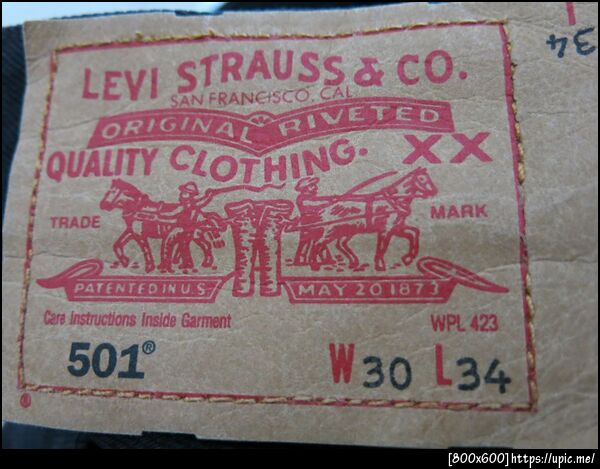 34
LEVI STRAUSS & CO.
SAN FRANCISCO, CAL.
ORIGINAL RIVETED
QUALITY CLOTHING. XX
TRADE MARK
PATENTED IN U.S. MAY 20 1873
Care Instructions Inside Garment WPL 423
501® W30 L34
®
[800x600]https://upic.me/